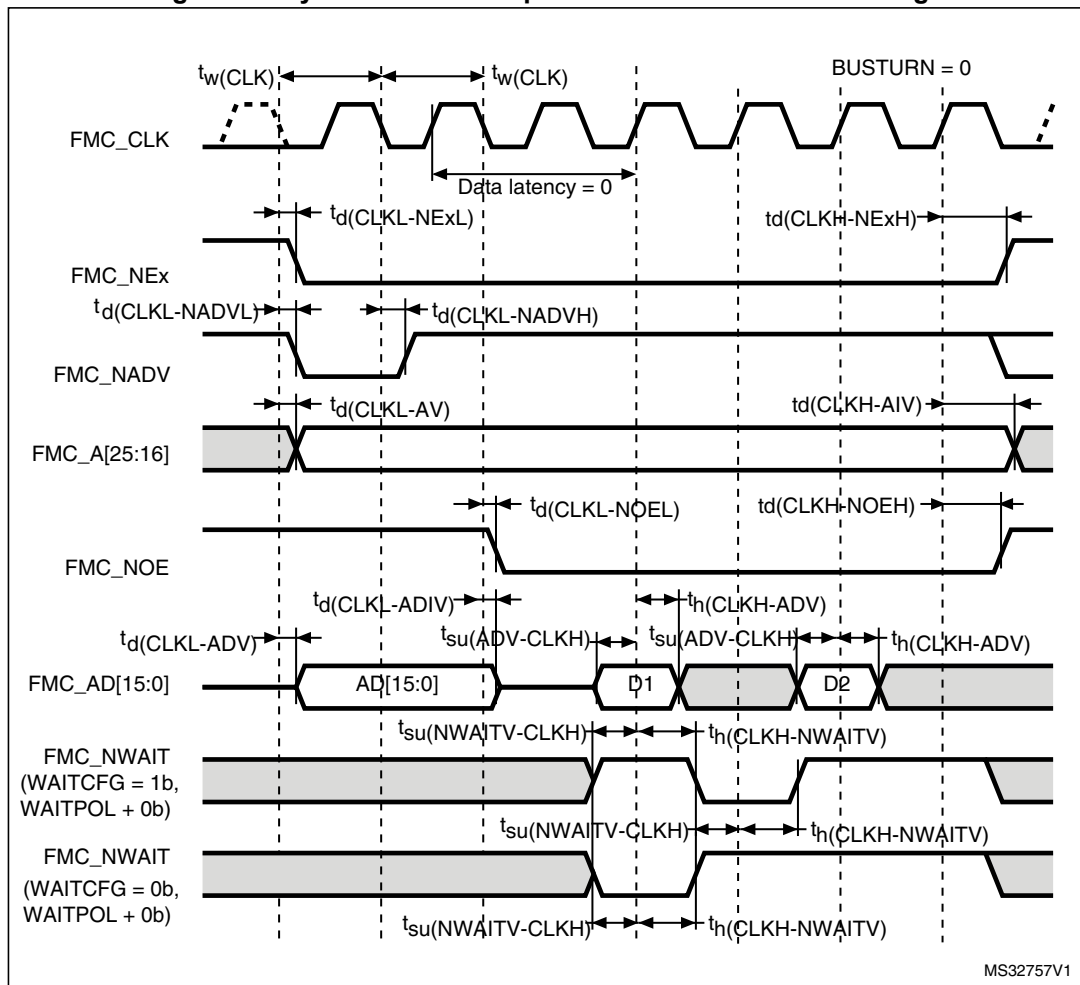 tw(CLK) tw(CLK) BUSTURN = 0
FMC_CLK
Data latency = 0
td(CLKL-NExL) td(CLKH-NExH)
FMC_NEx
td(CLKL-NADVL) td(CLKL-NADVH)
FMC_NADV
td(CLKL-AV) td(CLKH-AIV)
FMC_A[25:16]
td(CLKL-NOEL) td(CLKH-NOEH)
FMC_NOE
td(CLKL-ADIV) th(CLKH-ADV)
td(CLKL-ADV) tsu(ADV-CLKH) tsu(ADV-CLKH) th(CLKH-ADV)
FMC_AD[15:0] AD[15:0] D1 D2
tsu(NWAITV-CLKH) th(CLKH-NWAITV)
FMC_NWAIT
(WAITCFG = 1b,
WAITPOL + 0b)
tsu(NWAITV-CLKH) th(CLKH-NWAITV)
FMC_NWAIT
(WAITCFG = 0b,
WAITPOL + 0b)
tsu(NWAITV-CLKH) th(CLKH-NWAITV)
MS32757V1